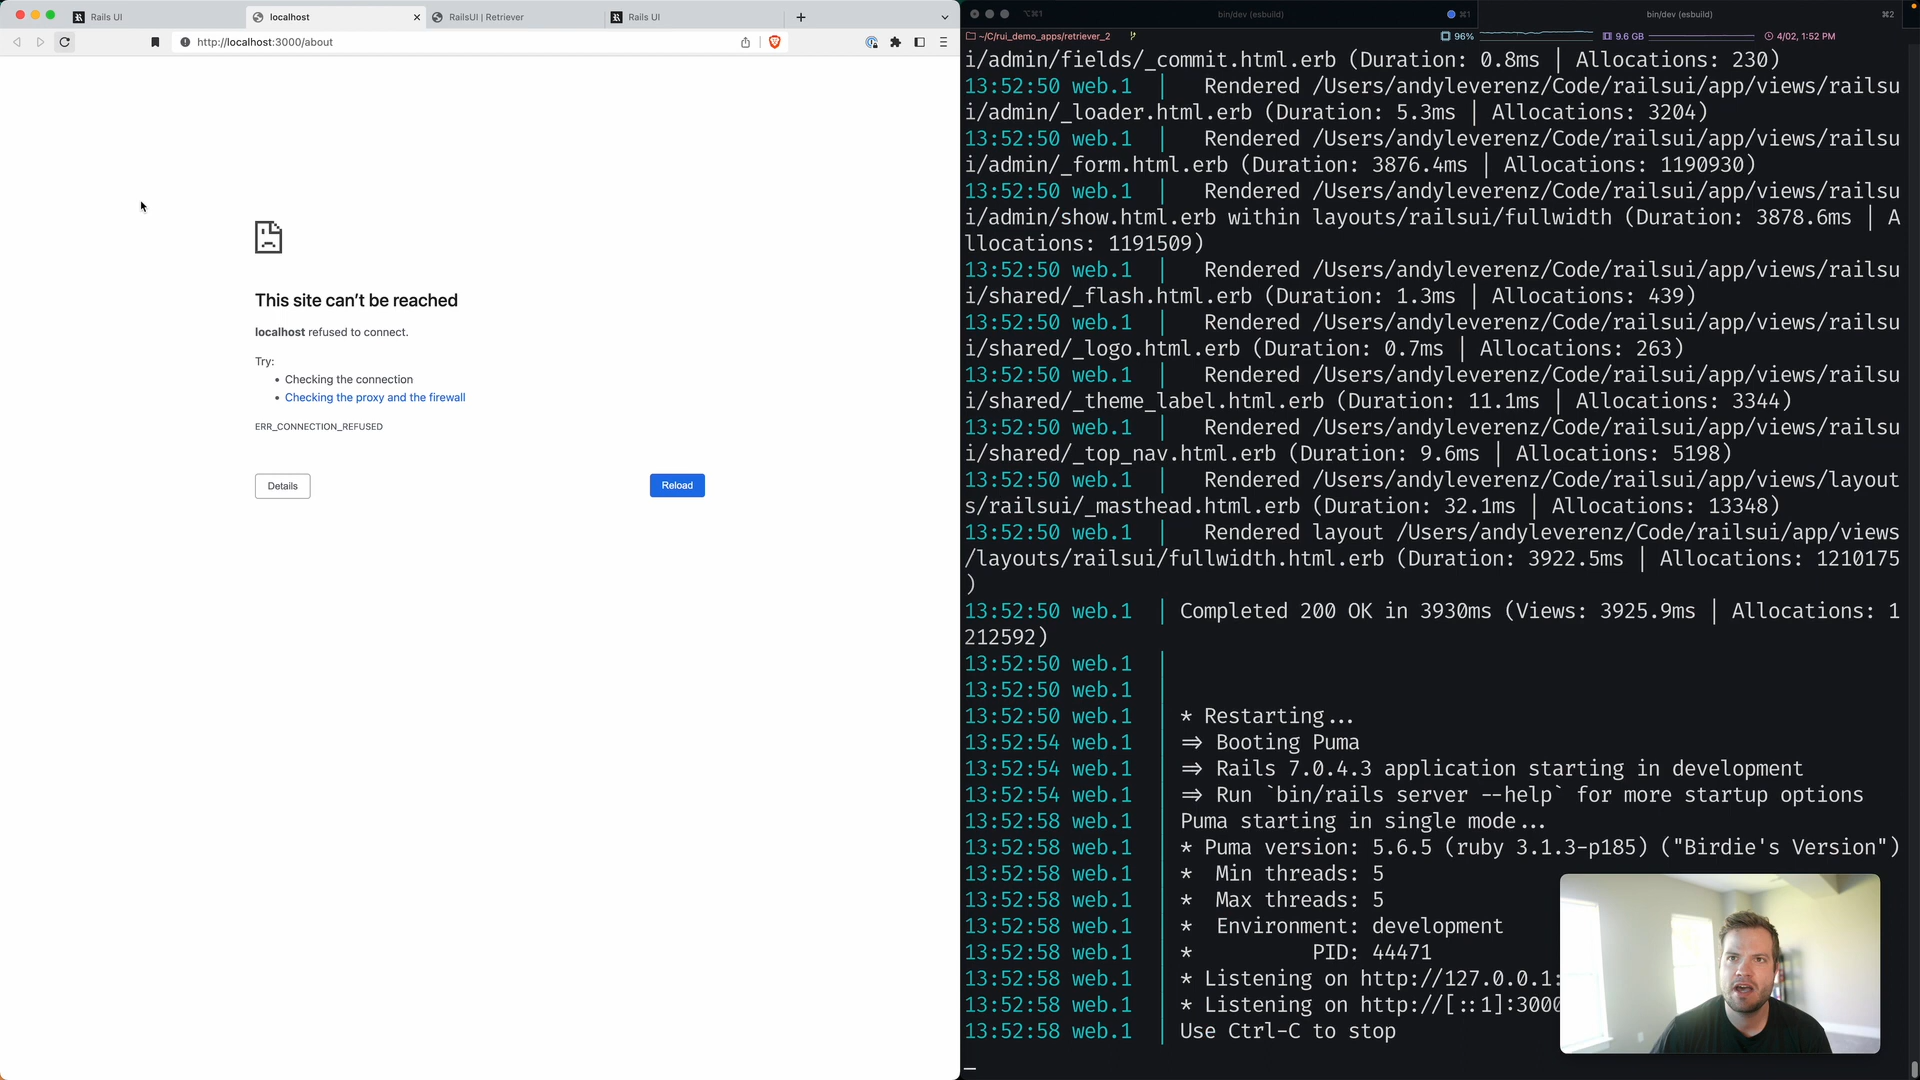 Rails UI
localhost
RailsUI | Retriever
Rails UI
http://localhost:3000/about
This site can’t be reached
localhost refused to connect.
Try:
Checking the connection
Checking the proxy and the firewall
ERR_CONNECTION_REFUSED
Details
Reload
⌥⌘1
bin/dev (esbuild)
⌘1
bin/dev (esbuild)
⌘2
~/C/rui_demo_apps/retriever_2
96%
9.6 GB
4/02, 1:52 PM
i/admin/fields/_commit.html.erb (Duration: 0.8ms | Allocations: 230)
13:52:50 web.1 | Rendered /Users/andyleverenz/Code/railsui/app/views/railsu
i/admin/_loader.html.erb (Duration: 5.3ms | Allocations: 3204)
13:52:50 web.1 | Rendered /Users/andyleverenz/Code/railsui/app/views/railsu
i/admin/_form.html.erb (Duration: 3876.4ms | Allocations: 1190930)
13:52:50 web.1 | Rendered /Users/andyleverenz/Code/railsui/app/views/railsu
i/admin/show.html.erb within layouts/railsui/fullwidth (Duration: 3878.6ms | A
llocations: 1191509)
13:52:50 web.1 | Rendered /Users/andyleverenz/Code/railsui/app/views/railsu
i/shared/_flash.html.erb (Duration: 1.3ms | Allocations: 439)
13:52:50 web.1 | Rendered /Users/andyleverenz/Code/railsui/app/views/railsu
i/shared/_logo.html.erb (Duration: 0.7ms | Allocations: 263)
13:52:50 web.1 | Rendered /Users/andyleverenz/Code/railsui/app/views/railsu
i/shared/_theme_label.html.erb (Duration: 11.1ms | Allocations: 3344)
13:52:50 web.1 | Rendered /Users/andyleverenz/Code/railsui/app/views/railsu
i/shared/_top_nav.html.erb (Duration: 9.6ms | Allocations: 5198)
13:52:50 web.1 | Rendered /Users/andyleverenz/Code/railsui/app/views/layout
s/railsui/_masthead.html.erb (Duration: 32.1ms | Allocations: 13348)
13:52:50 web.1 | Rendered layout /Users/andyleverenz/Code/railsui/app/views
/layouts/railsui/fullwidth.html.erb (Duration: 3922.5ms | Allocations: 1210175
)
13:52:50 web.1 | Completed 200 OK in 3930ms (Views: 3925.9ms | Allocations: 1
212592)
13:52:50 web.1 |
13:52:50 web.1 |
13:52:50 web.1 | * Restarting...
13:52:54 web.1 | => Booting Puma
13:52:54 web.1 | => Rails 7.0.4.3 application starting in development
13:52:54 web.1 | => Run `bin/rails server --help` for more startup options
13:52:58 web.1 | Puma starting in single mode...
13:52:58 web.1 | * Puma version: 5.6.5 (ruby 3.1.3-p185) ("Birdie's Version")
13:52:58 web.1 | * Min threads: 5
13:52:58 web.1 | * Max threads: 5
13:52:58 web.1 | * Environment: development
13:52:58 web.1 | * PID: 44471
13:52:58 web.1 | * Listening on http://127.0.0.1:
13:52:58 web.1 | * Listening on http://[::1]:3000
13:52:58 web.1 | Use Ctrl-C to stop